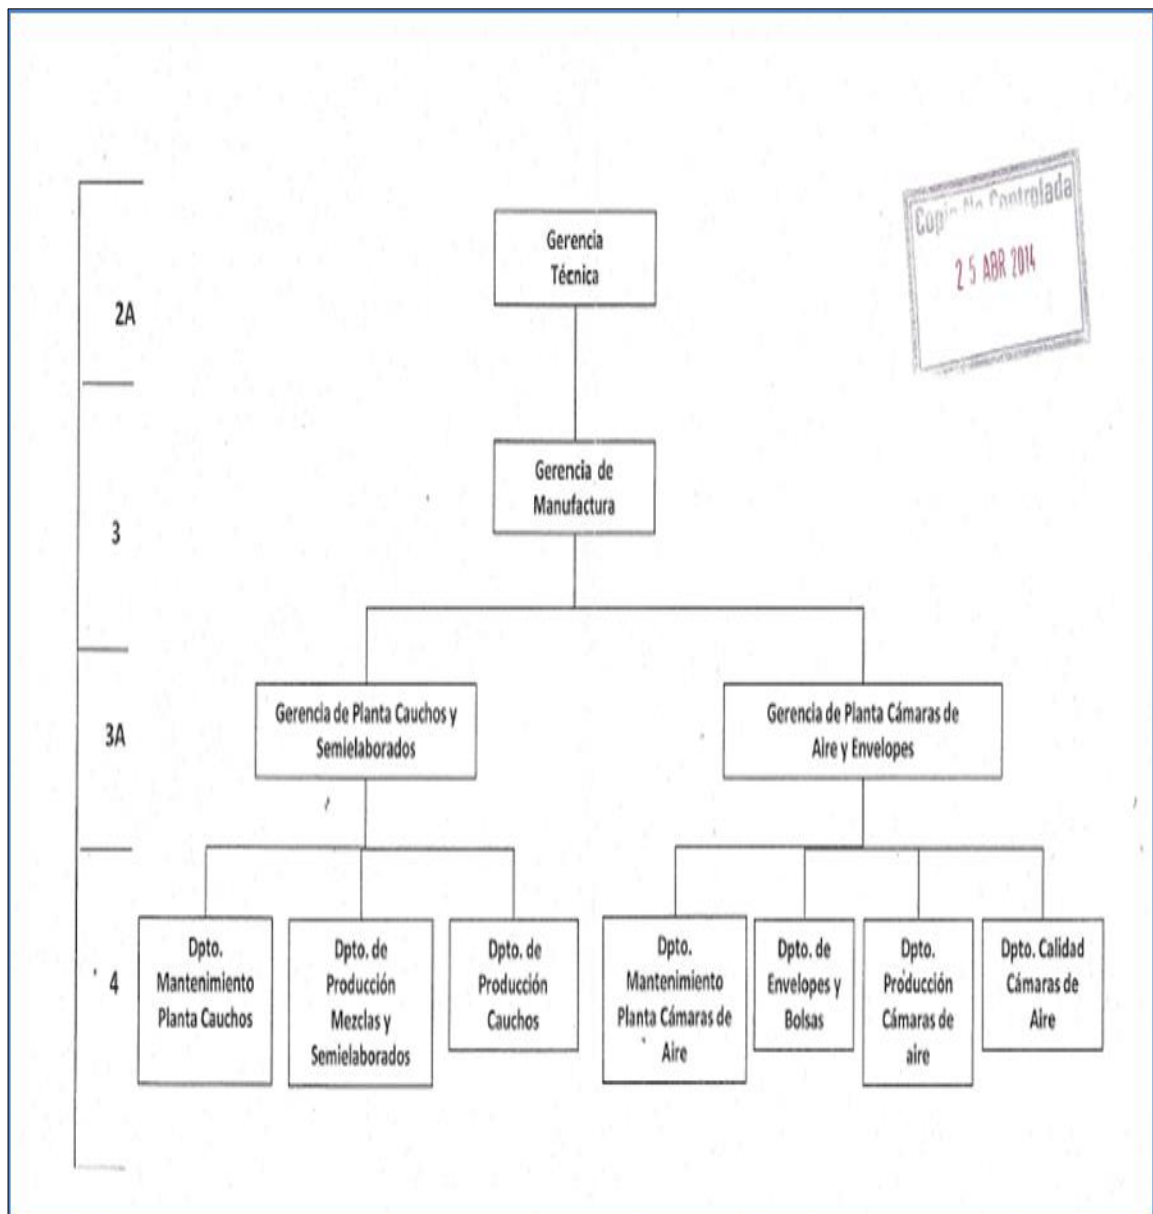 Copia No Controlada
25 ABR 2014
Gerencia
Técnica
2A
Gerencia de
Manufactura
3
Gerencia de Planta Cauchos y
Semielaborados
Gerencia de Planta Cámaras de
Aire y Envelopes
3A
Dpto.
Mantenimiento
Planta Cauchos
Dpto. de
Producción
Mezclas y
Semielaborados
Dpto. de
Producción
Cauchos
Dpto.
Mantenimiento
Planta Cámaras de
Aire
Dpto. de
Envelopes y
Bolsas
Dpto.
Producción
Cámaras de
aire
Dpto. Calidad
Cámaras de
Aire
4